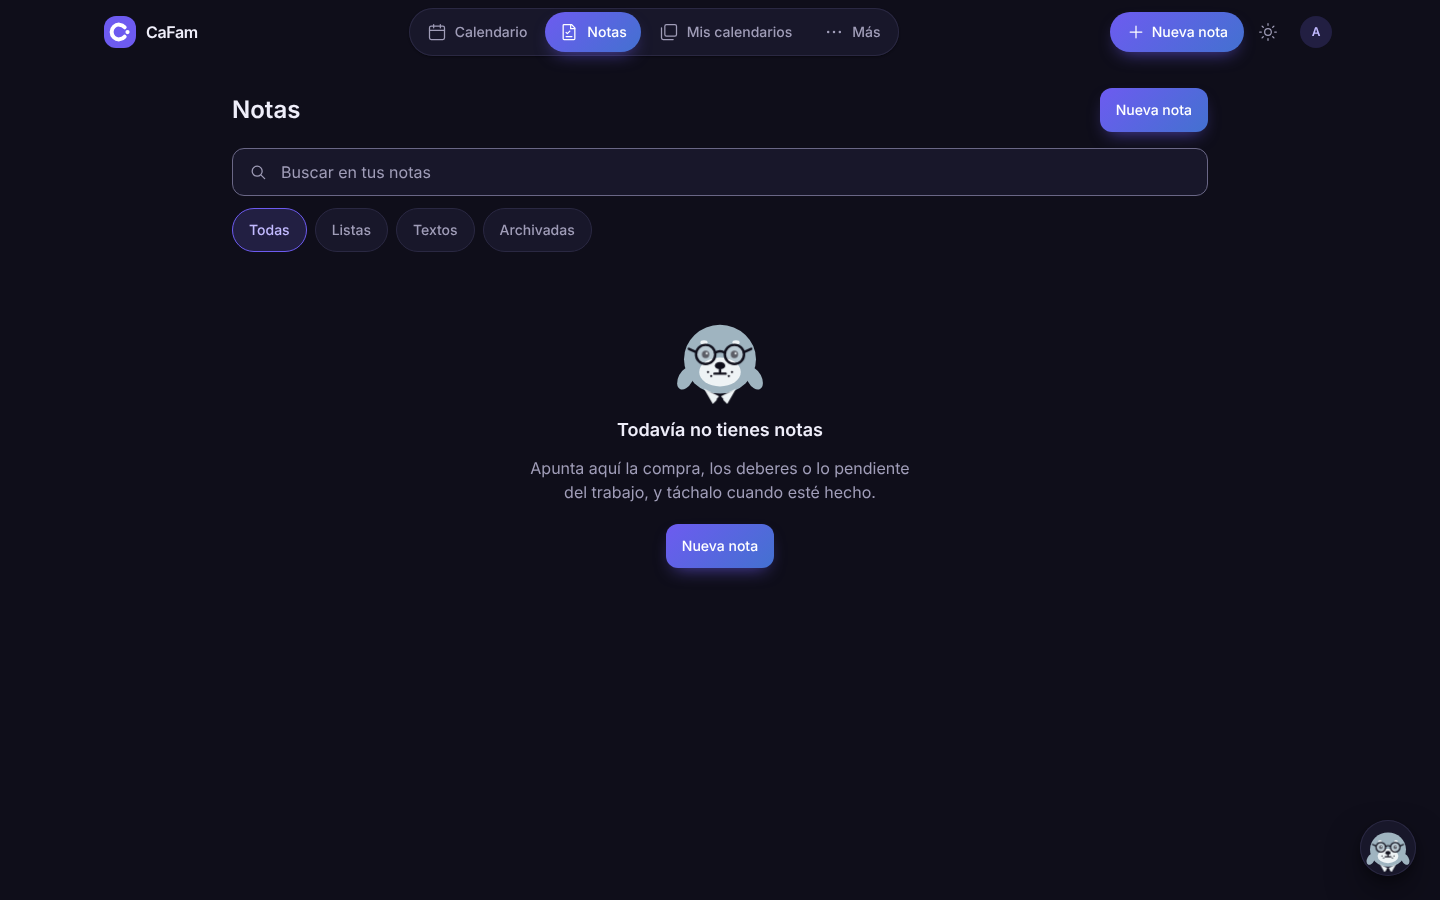 CaFam
Calendario
Notas
Mis calendarios
Más
Nueva nota
A
Notas
Nueva nota
Buscar en tus notas
Todas
Listas
Textos
Archivadas
Todavía no tienes notas
Apunta aquí la compra, los deberes o lo pendiente
del trabajo, y táchalo cuando esté hecho.
Nueva nota